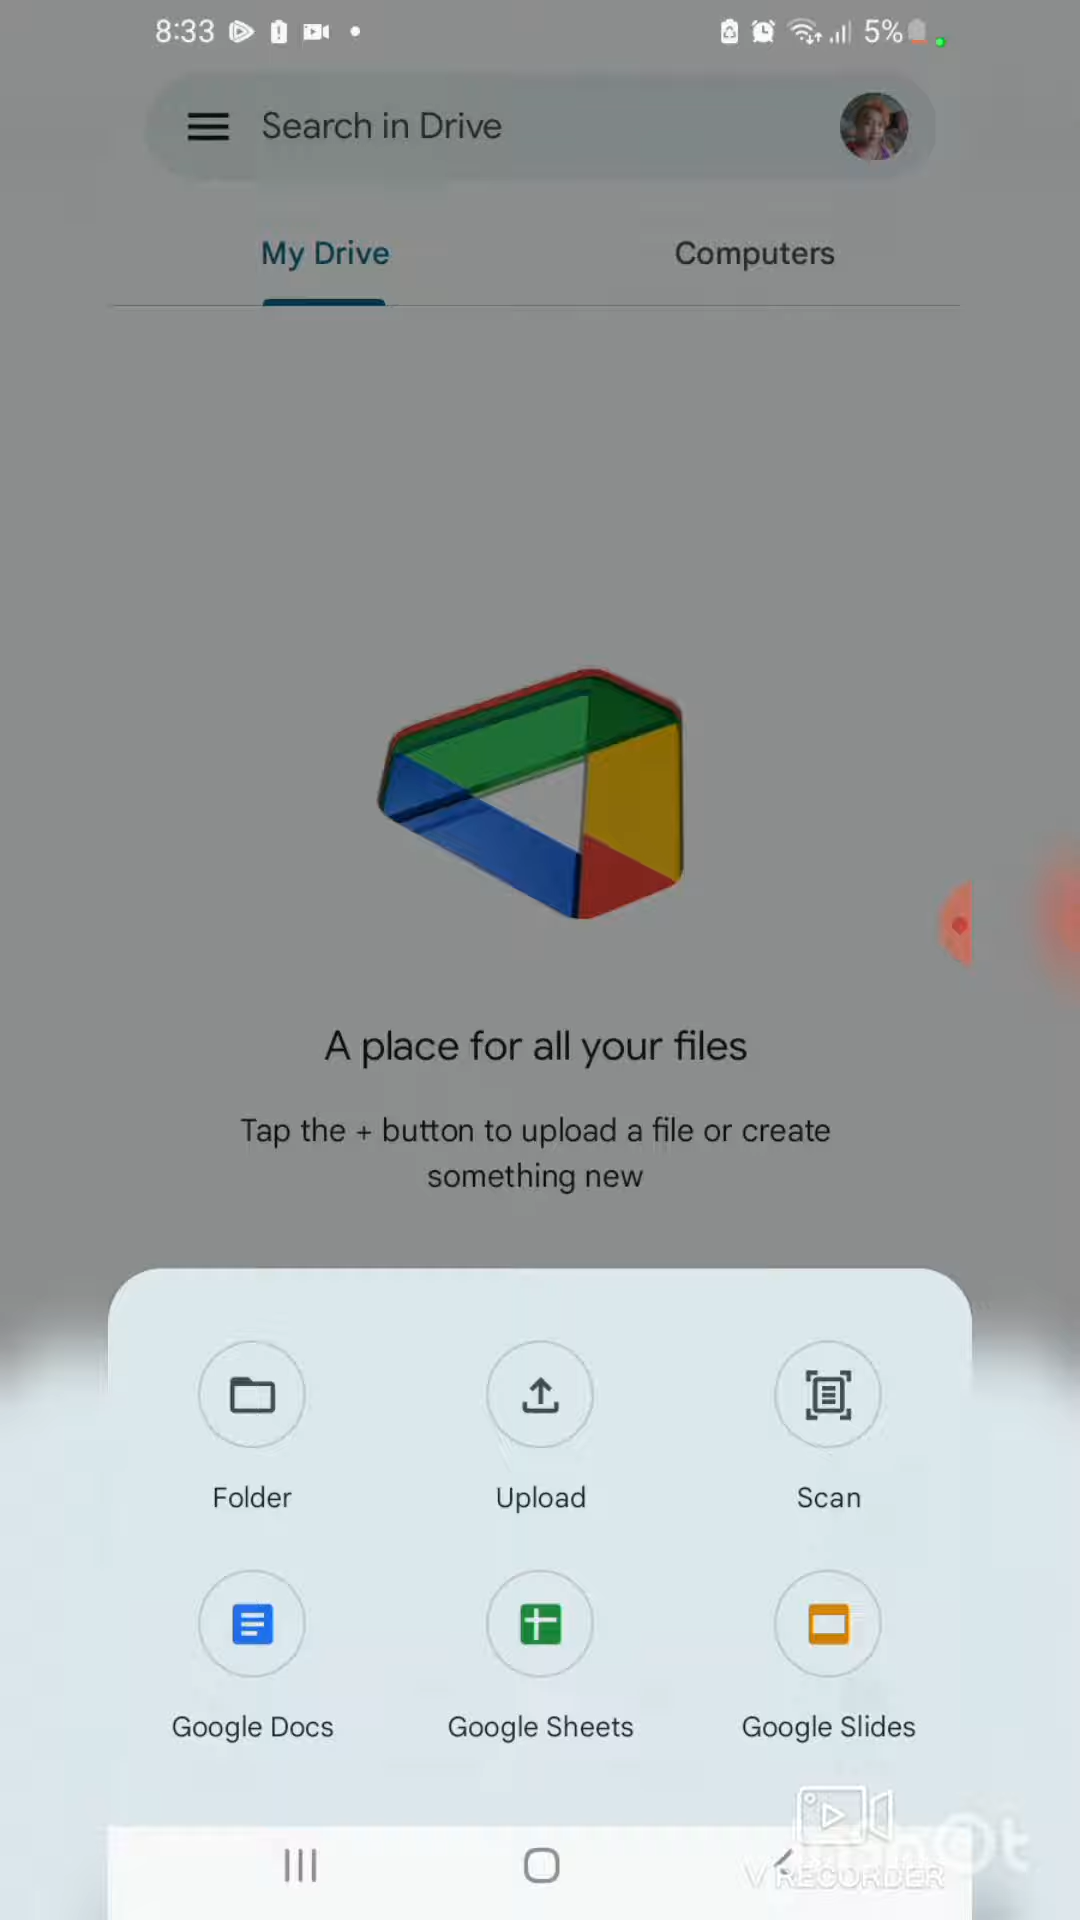 8:33
5%
Search in Drive
My Drive
Computers
A place for all your files
Tap the + button to upload a file or create
something new
Folder
Upload
Scan
Google Docs
Google Sheets
Google Slides
V RECORDER